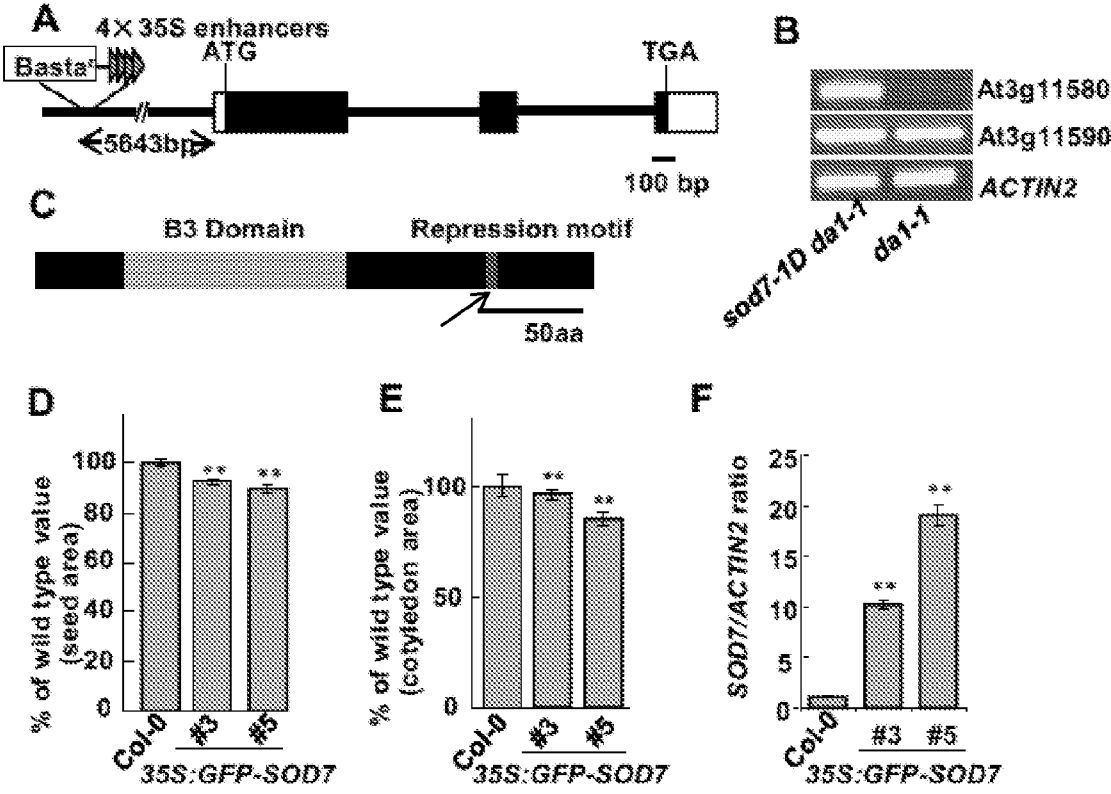 A
4× 35S enhancers
Basta^r
ATG
TGA
5643bp
100 bp
B
At3g11580
At3g11590
ACTIN2
sod7-1D da1-1
da1-1
C
B3 Domain
Repression motif
50aa
D
% of wild type value
(seed area)
100
80
60
40
20
0
** **
Col-0
#3
#5
35S:GFP-SOD7
E
% of wild type value
(cotyledon area)
100
50
0
** **
Col-0
#3
#5
35S:GFP-SOD7
F
SOD7/ACTIN2 ratio
25
20
15
10
5
0
** **
Col-0
#3
#5
35S:GFP-SOD7